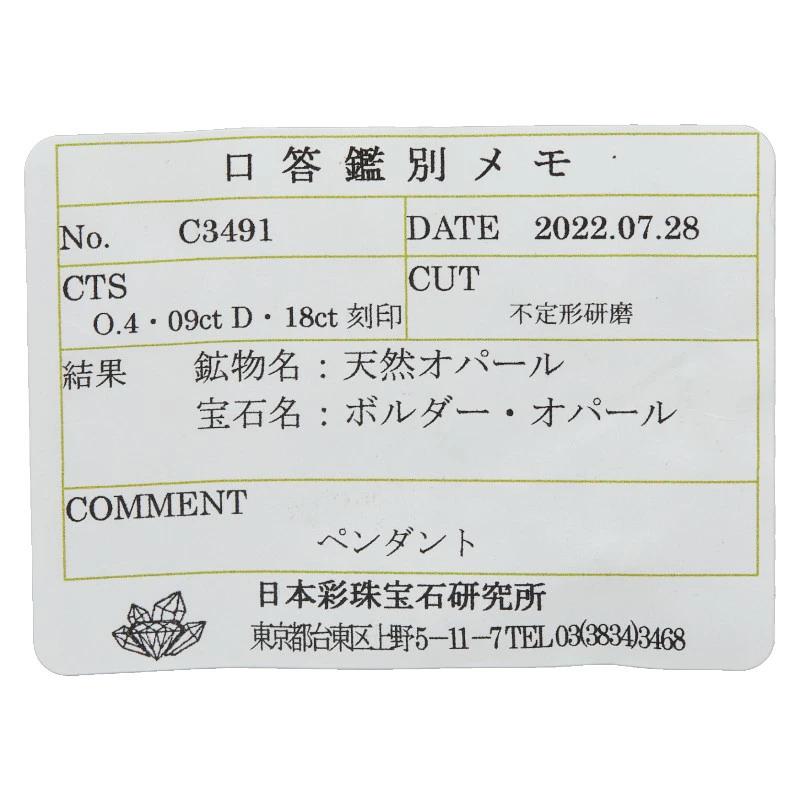 口答鑑別メモ
No. C3491 DATE 2022.07.28
CTS CUT
O.4・09ct D・18ct 刻印 不定形研磨
結果 鉱物名：天然オパール
宝石名：ボルダー・オパール
COMMENT
ペンダント
日本彩珠宝石研究所
東京都台東区上野5-11-7 TEL 03(3834)3468